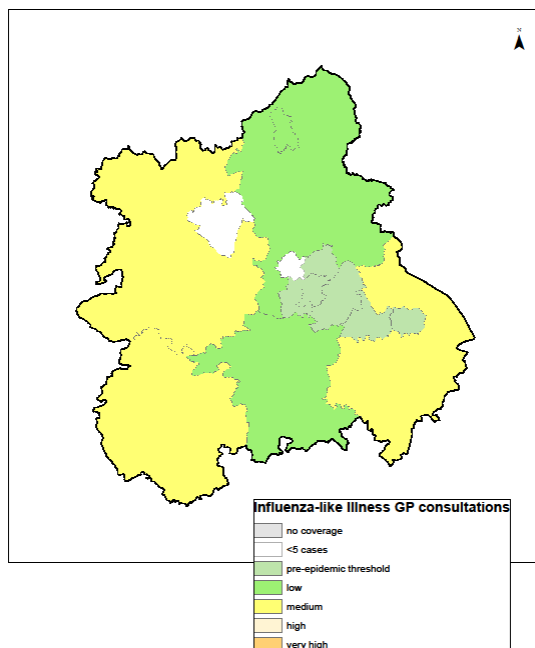 N
Influenza-like Illness GP consultations
no coverage
<5 cases
pre-epidemic threshold
low
medium
high
very high